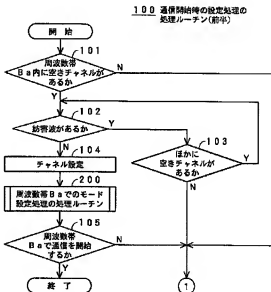 100 通信開始時の設定処理の
処理ルーチン(前半)
開始
101
周波数帯
Ba内に空きチャネルが
あるか
N
Y
102
妨害波があるか
Y
N
103
ほかに
空きチャネルが
あるか
Y
N
104
チャネル設定
200
周波数帯Baでのモード
設定処理の処理ルーチン
105
周波数帯
Baで通信を開始
するか
N
Y
終了
1